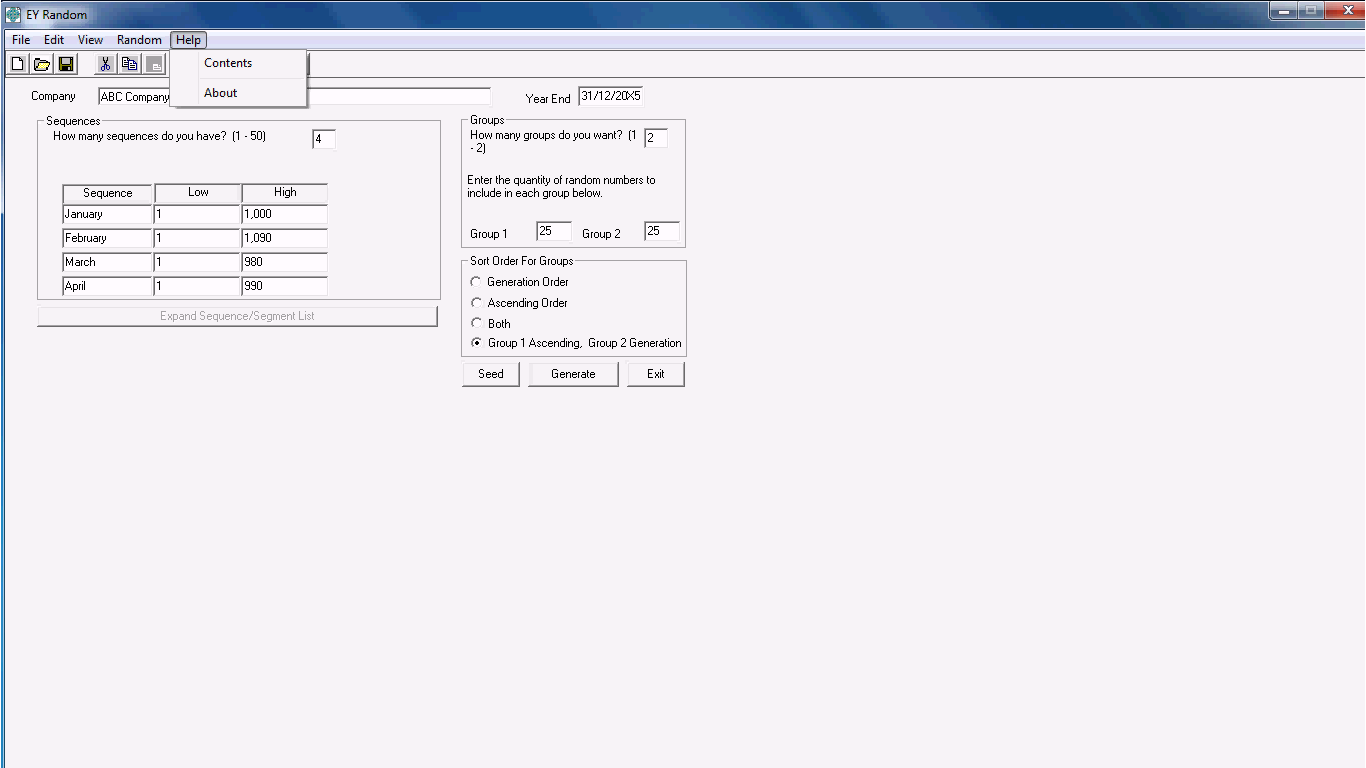 EY Random
File Edit View Random Help
Contents
About
Company ABC Company
Year End 31/12/20X5
Sequences
How many sequences do you have? (1 - 50) 4
Sequence Low High
January 1 1,000
February 1 1,090
March 1 980
April 1 990
Expand Sequence/Segment List
Groups
How many groups do you want? (1
- 2) 2
Enter the quantity of random numbers to
include in each group below.
Group 1 25 Group 2 25
Sort Order For Groups
Generation Order
Ascending Order
Both
Group 1 Ascending, Group 2 Generation
Seed Generate Exit